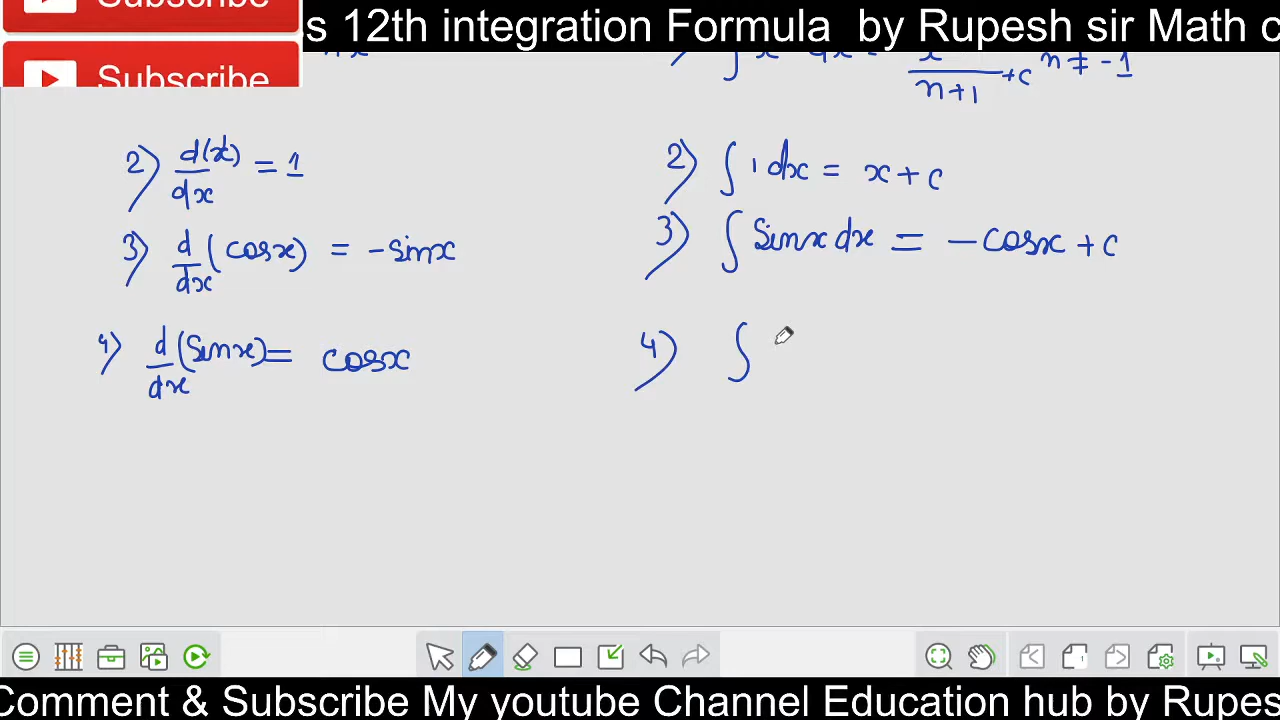 Subscribe
s 12th integration Formula by Rupesh sir Math c
Subscribe
n+1 +c n ≠ -1
2) d(x)/dx = 1
2) ∫ 1 dx = x + c
3) d/dx (cosx) = -sinx
3) ∫ Sinx dx = -cosx + c
4) d/dx (Sinx) = cosx
4) ∫
Comment & Subscribe My youtube Channel Education hub by Rupes